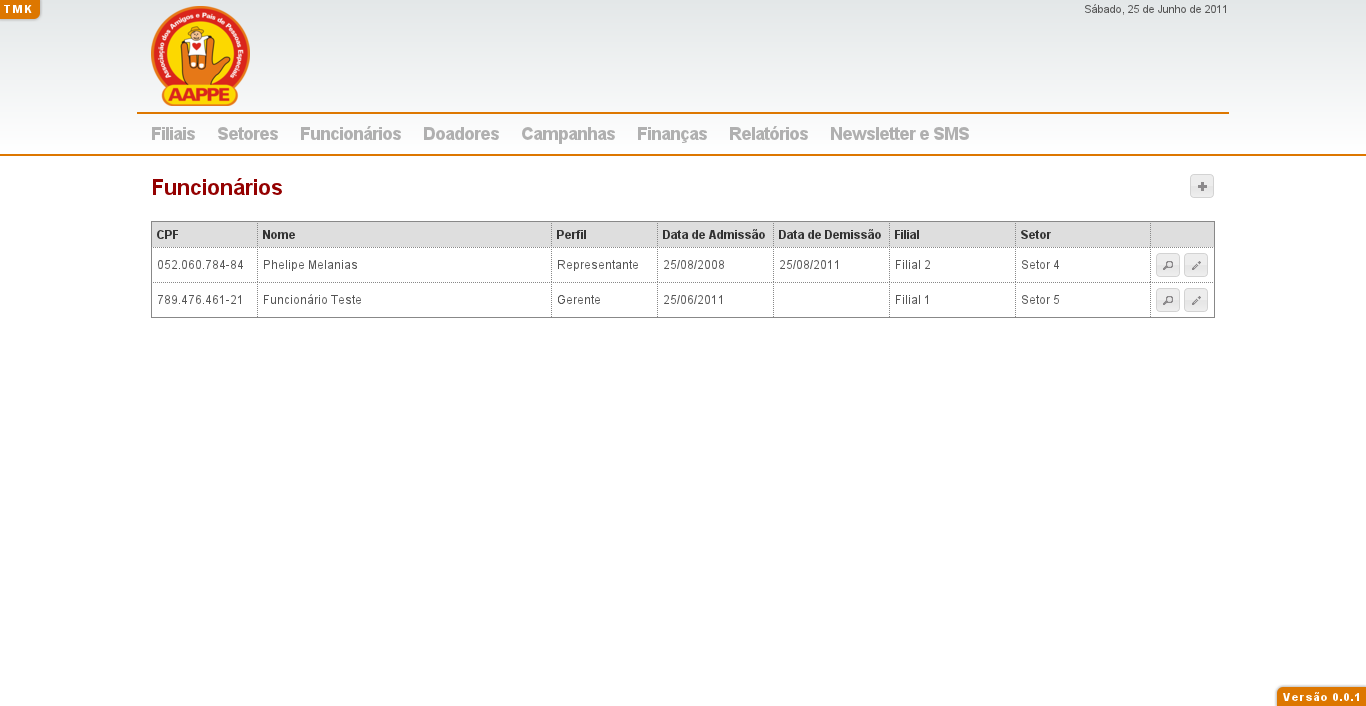 TMK
Sábado, 25 de Junho de 2011
Associação dos Amigos e Pais de Pessoas Especiais
AAPPE
Filiais Setores Funcionários Doadores Campanhas Finanças Relatórios Newsletter e SMS
Funcionários
CPF Nome Perfil Data de Admissão Data de Demissão Filial Setor
052.060.784-84 Phelipe Melanias Representante 25/08/2008 25/08/2011 Filial 2 Setor 4
789.476.461-21 Funcionário Teste Gerente 25/06/2011 Filial 1 Setor 5
Versão 0.0.1